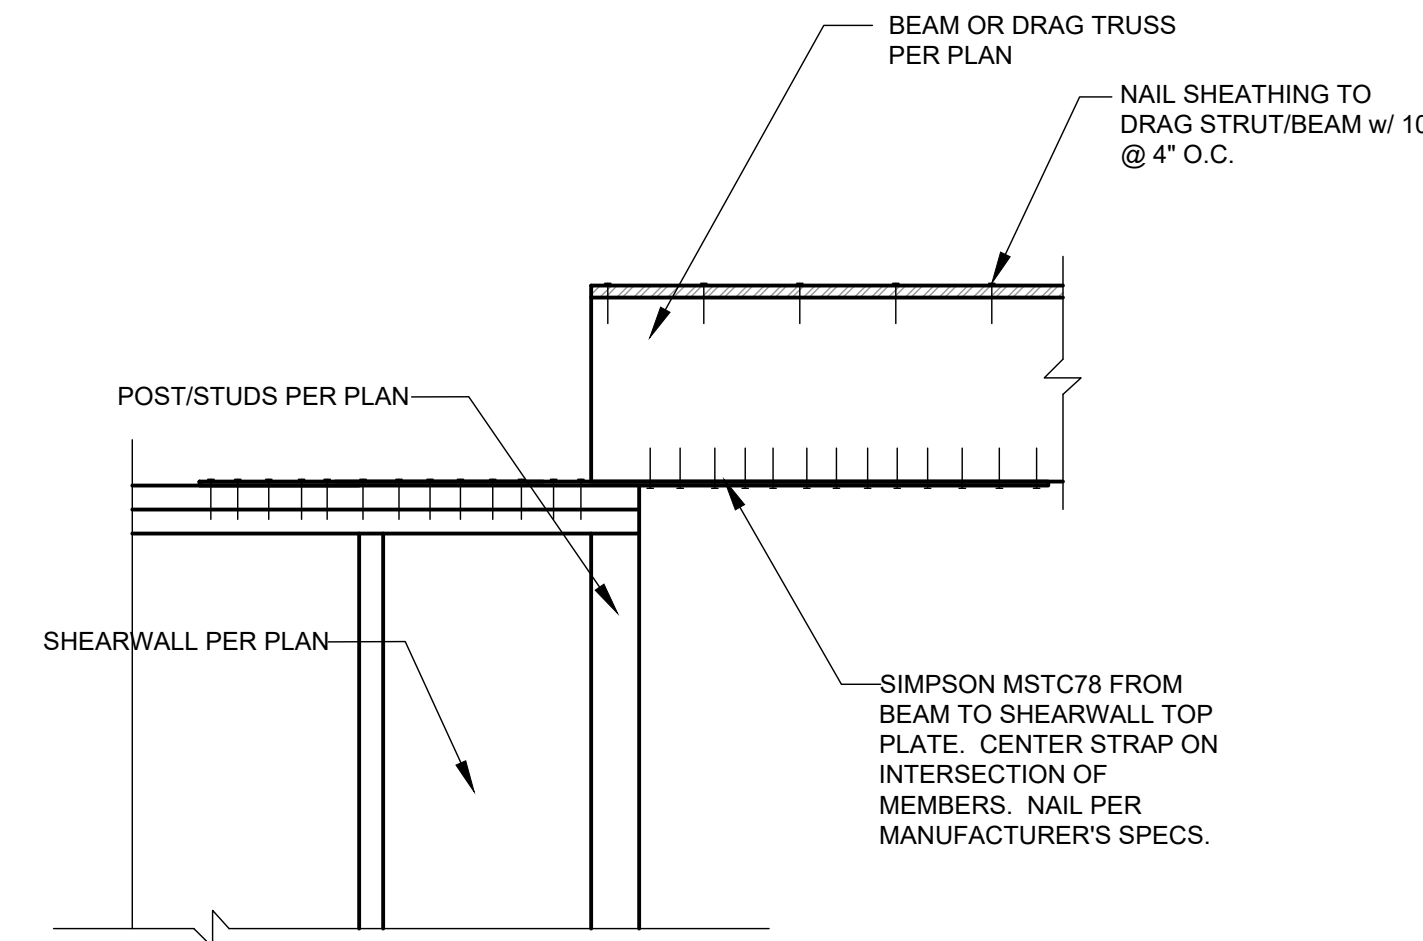 BEAM OR DRAG TRUSS
PER PLAN
NAIL SHEATHING TO
DRAG STRUT/BEAM w/ 10
@ 4" O.C.
POST/STUDS PER PLAN
SHEARWALL PER PLAN
SIMPSON MSTC78 FROM
BEAM TO SHEARWALL TOP
PLATE. CENTER STRAP ON
INTERSECTION OF
MEMBERS. NAIL PER
MANUFACTURER'S SPECS.